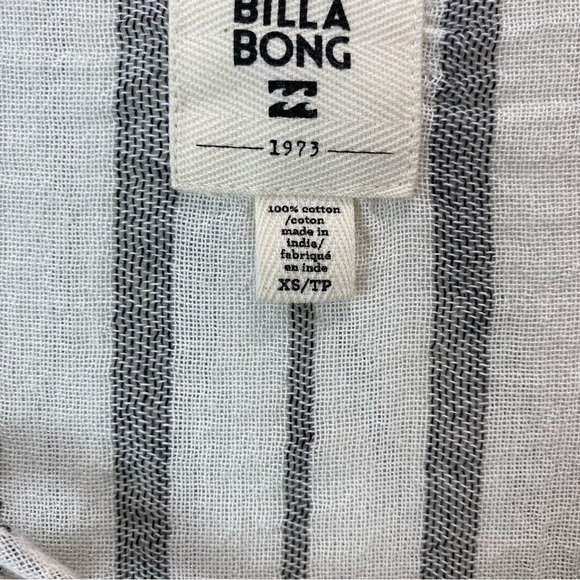 BILLA
BONG
1973
100% cotton
/coton
made in
india/
fabriqué
en inde
XS/TP